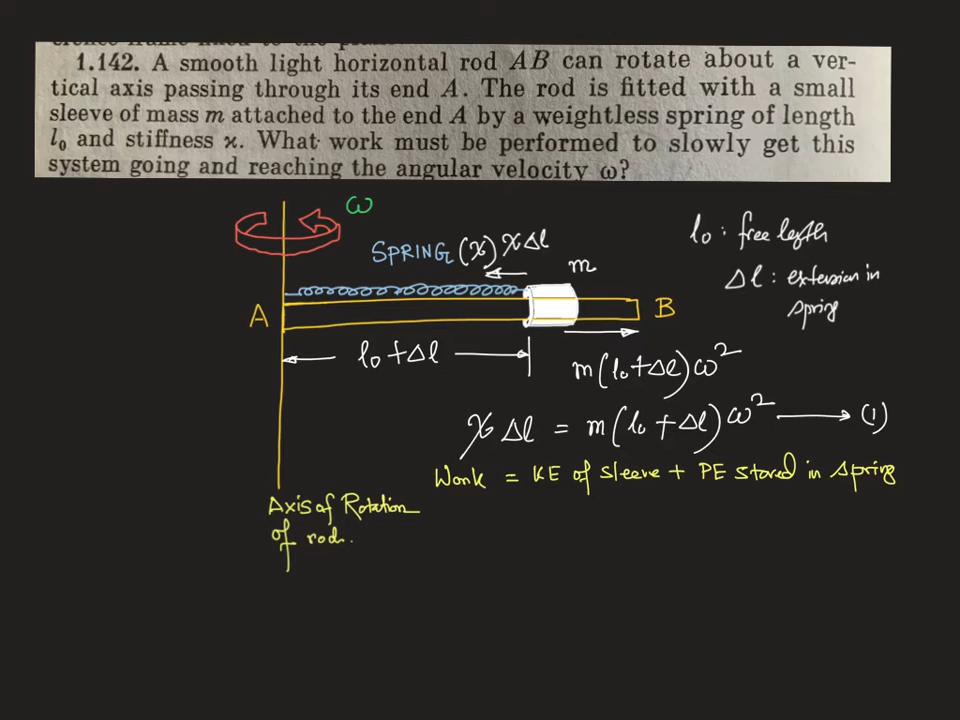 1.142. A smooth light horizontal rod AB can rotate about a ver-
tical axis passing through its end A. The rod is fitted with a small
sleeve of mass m attached to the end A by a weightless spring of length
l₀ and stiffness ϰ. What work must be performed to slowly get this
system going and reaching the angular velocity ω?
ω
SPRING (ϰ) ϰΔl
m
l₀ : free length
Δl : extension in
spring
A
B
l₀ + Δl
m(l₀+Δl)ω²
ϰ Δl = m(l₀ + Δl)ω² → (1)
Work = KE of sleeve + PE stored in spring
Axis of Rotation
of rod.